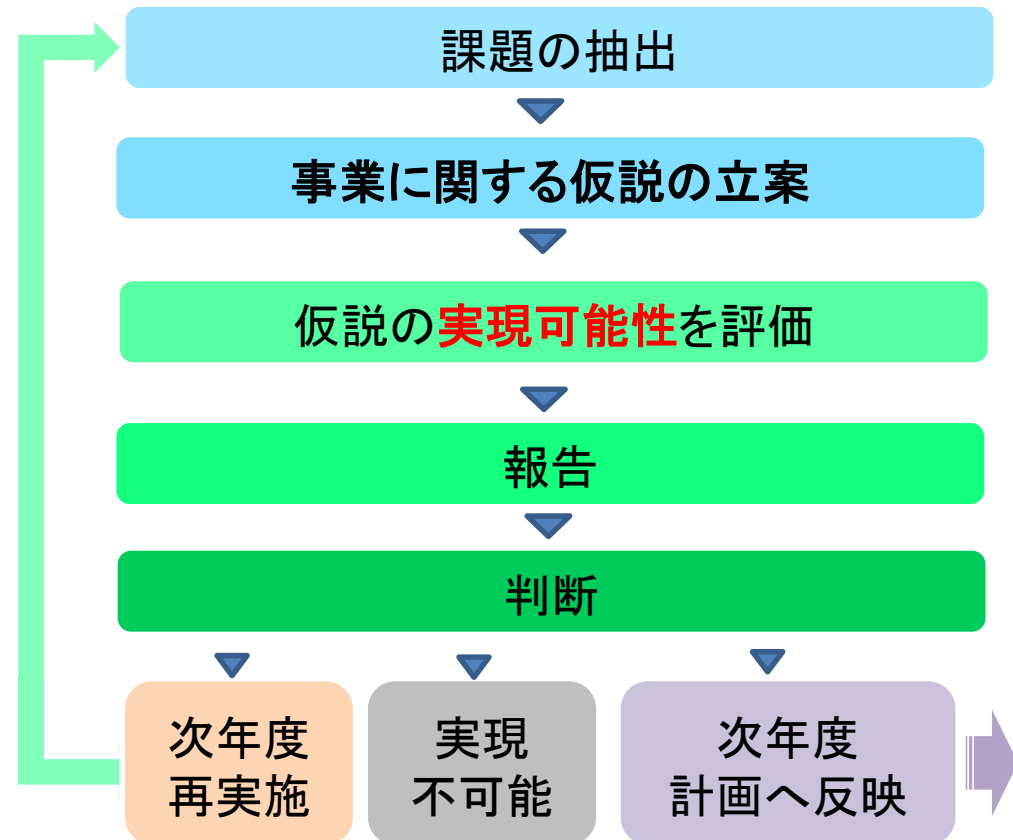 課題の抽出
事業に関する仮説の立案
仮説の実現可能性を評価
報告
判断
次年度
再実施
実現
不可能
次年度
計画へ反映